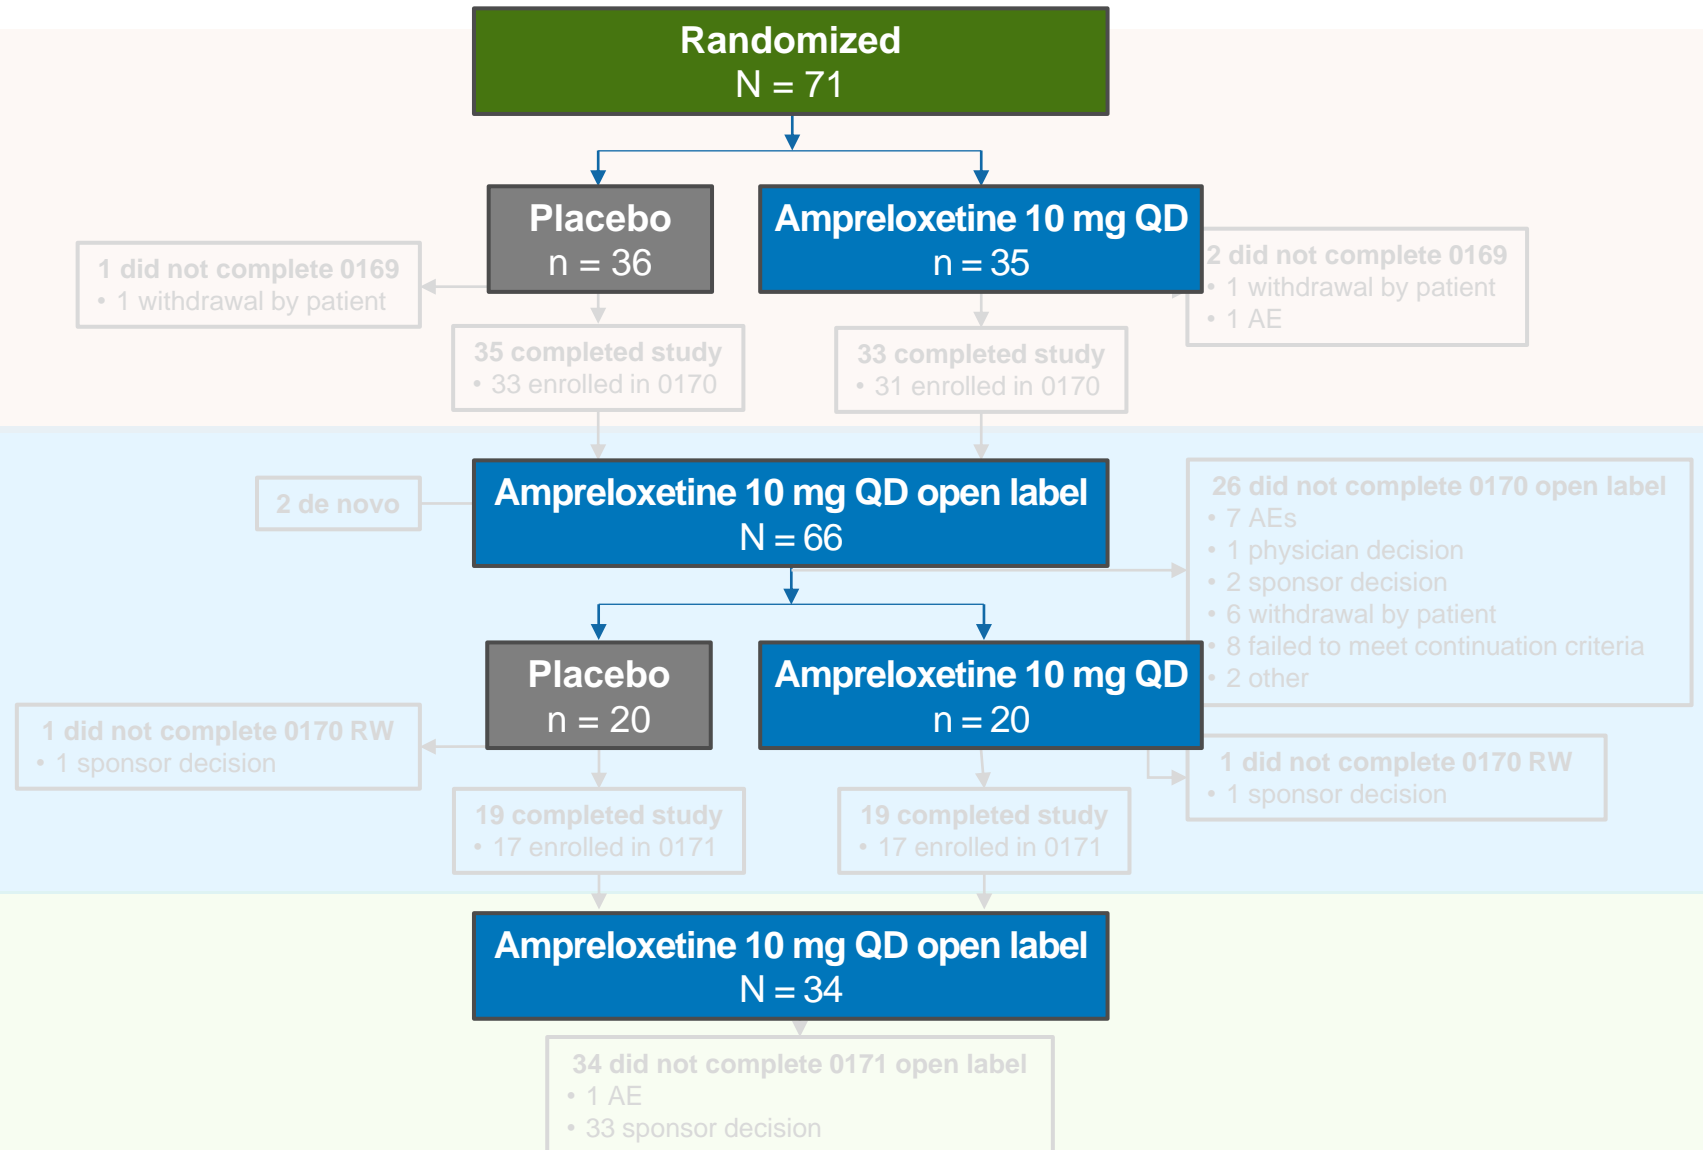 Randomized
N = 71
Placebo
n = 36
Ampreloxetine 10 mg QD
n = 35
1 did not complete 0169
• 1 withdrawal by patient
2 did not complete 0169
• 1 withdrawal by patient
• 1 AE
35 completed study
• 33 enrolled in 0170
33 completed study
• 31 enrolled in 0170
2 de novo
Ampreloxetine 10 mg QD open label
N = 66
26 did not complete 0170 open label
• 7 AEs
• 1 physician decision
• 2 sponsor decision
• 6 withdrawal by patient
• 8 failed to meet continuation criteria
• 2 other
Placebo
n = 20
Ampreloxetine 10 mg QD
n = 20
1 did not complete 0170 RW
• 1 sponsor decision
1 did not complete 0170 RW
• 1 sponsor decision
19 completed study
• 17 enrolled in 0171
19 completed study
• 17 enrolled in 0171
Ampreloxetine 10 mg QD open label
N = 34
34 did not complete 0171 open label
• 1 AE
• 33 sponsor decision